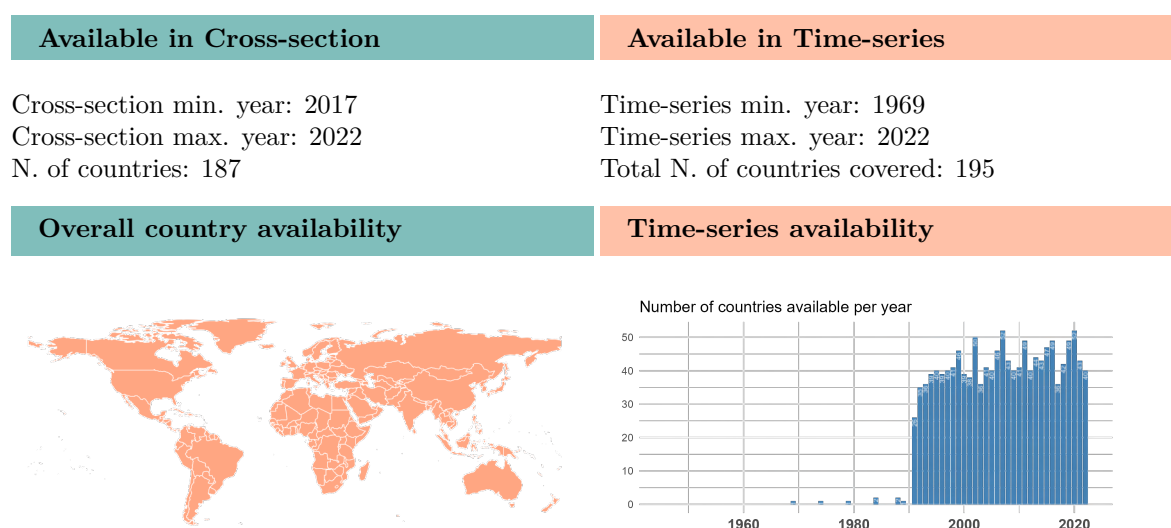 Available in Cross-section
Available in Time-series
Cross-section min. year: 2017
Cross-section max. year: 2022
N. of countries: 187
Time-series min. year: 1969
Time-series max. year: 2022
Total N. of countries covered: 195
Overall country availability
Time-series availability
Number of countries available per year
50
40
30
20
10
0
1960
1980
2000
2020